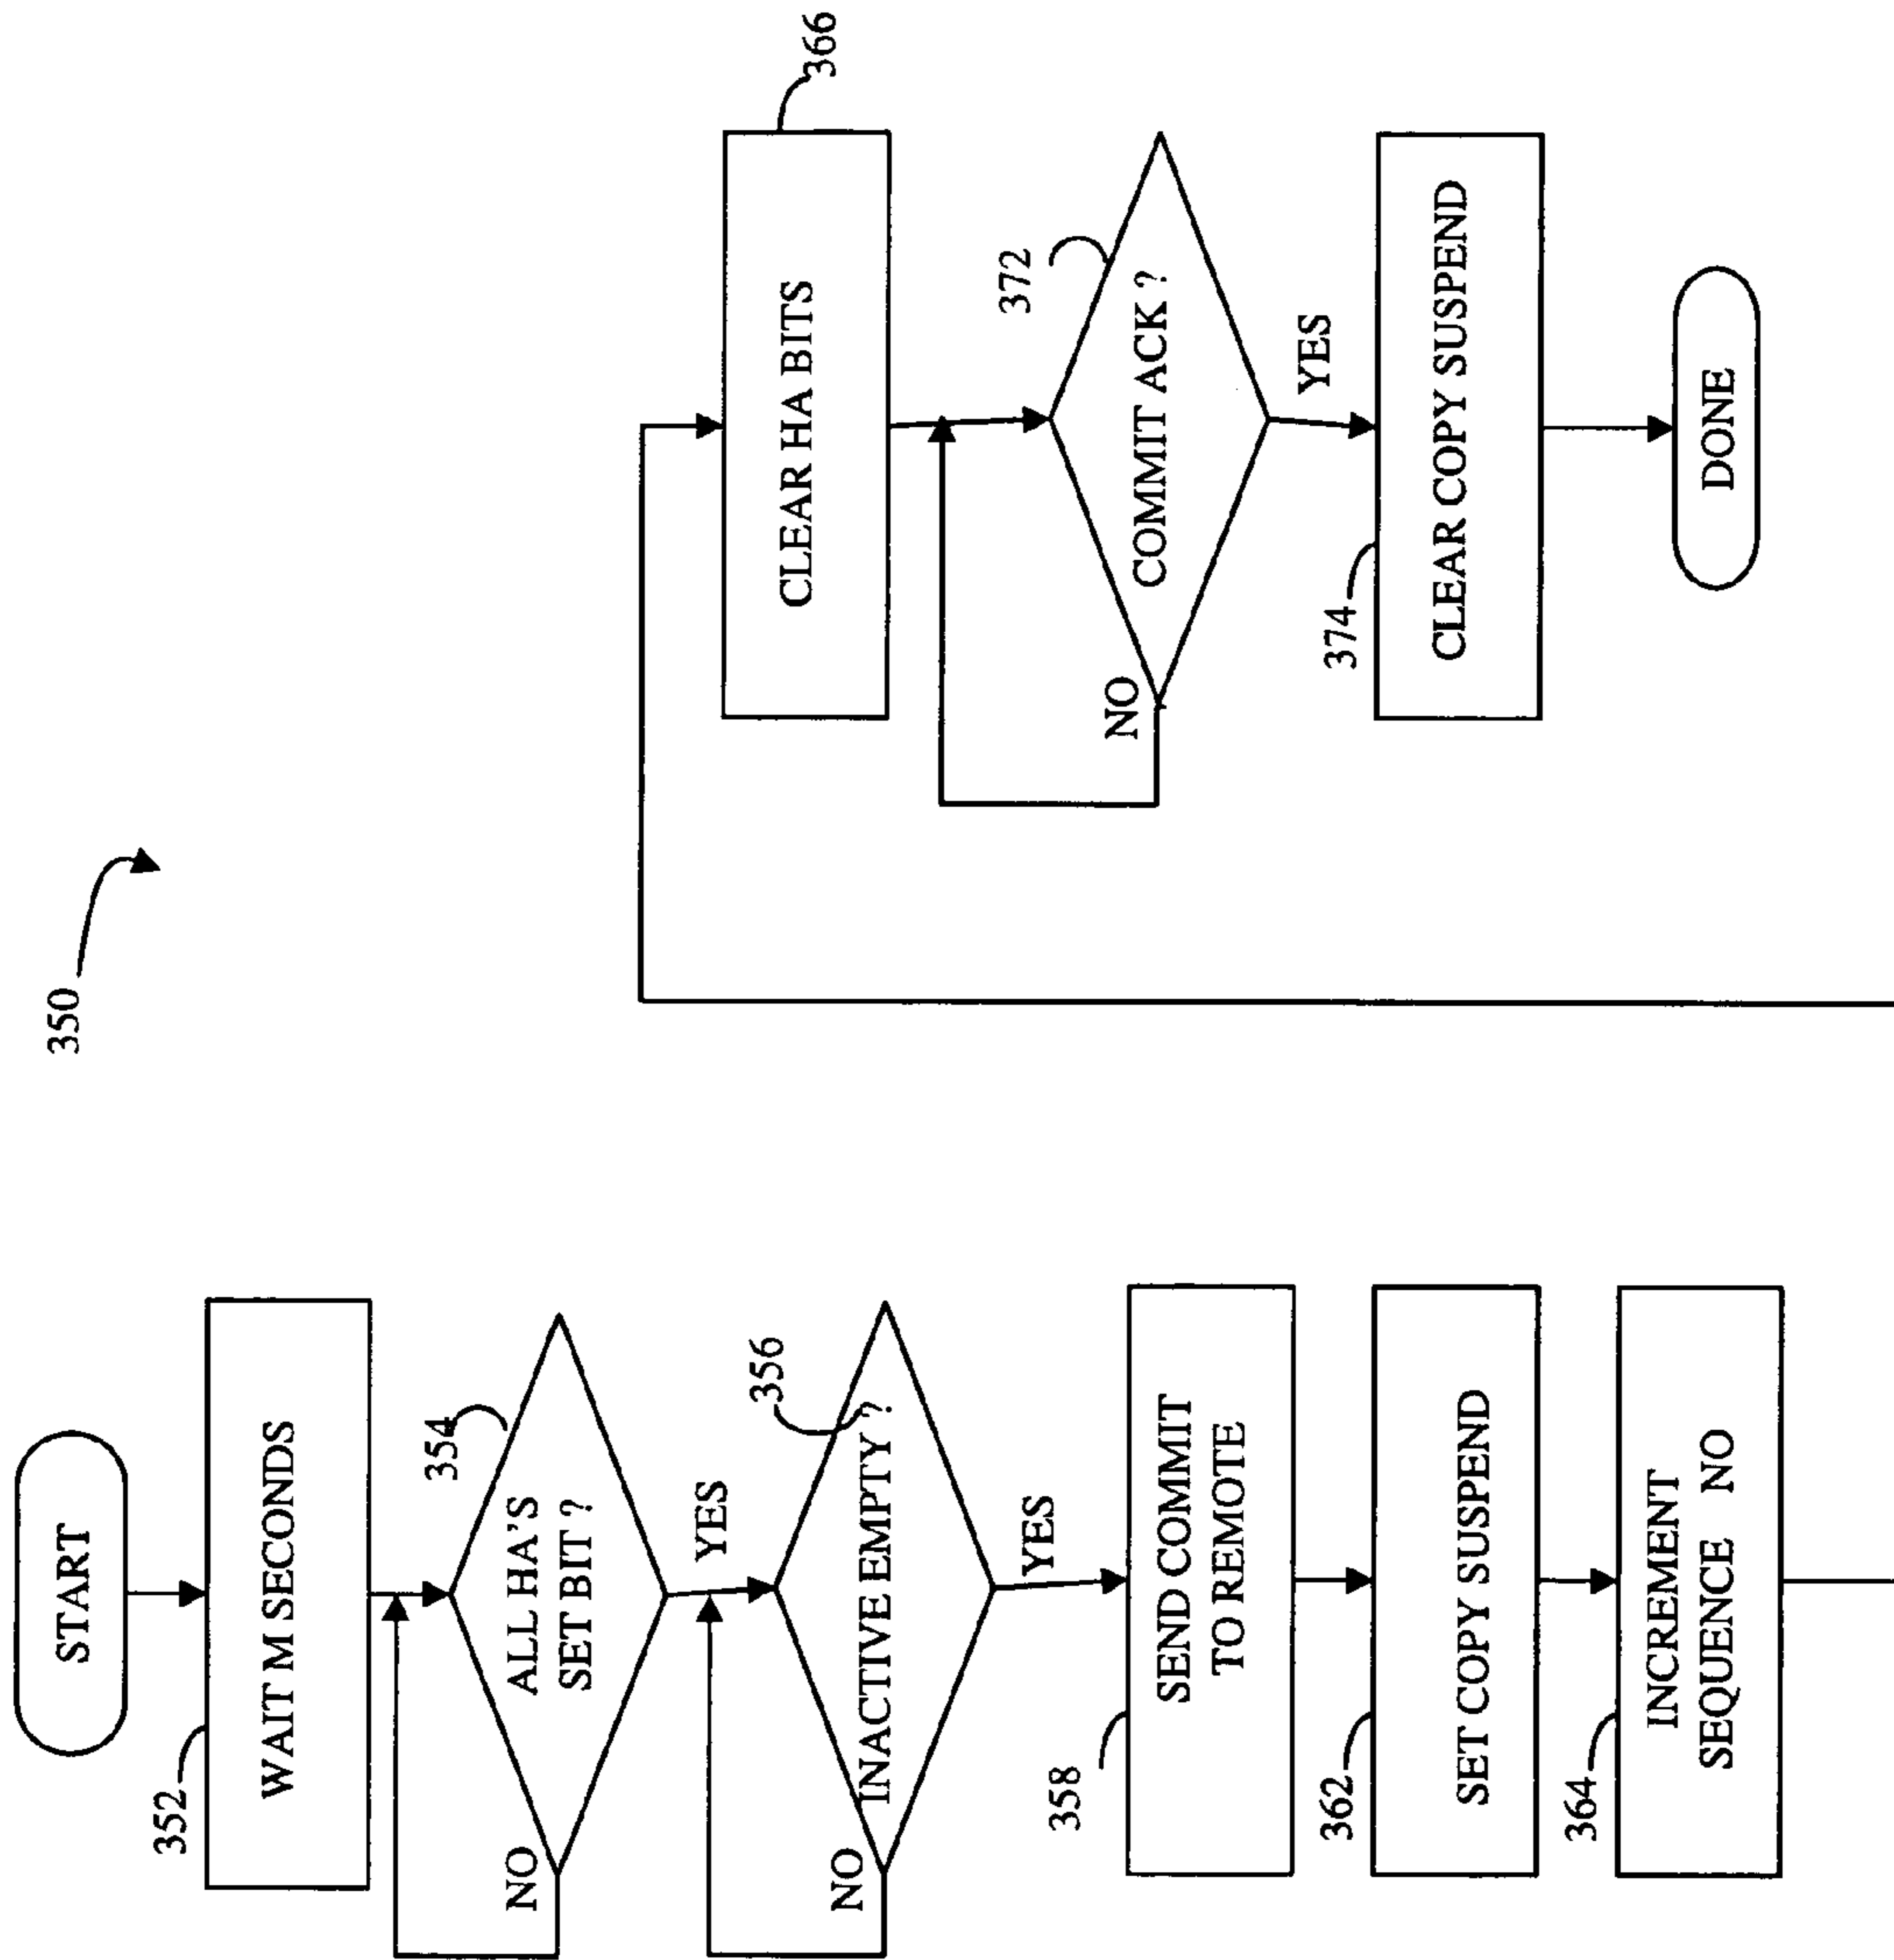 350
START
352
WAIT M SECONDS
354
ALL HA'S
SET BIT ?
NO
YES
356
INACTIVE EMPTY ?
NO
YES
358
SEND COMMIT
TO REMOTE
362
SET COPY SUSPEND
364
INCREMENT
SEQUENCE NO
366
CLEAR HA BITS
372
COMMIT ACK ?
NO
YES
374
CLEAR COPY SUSPEND
DONE